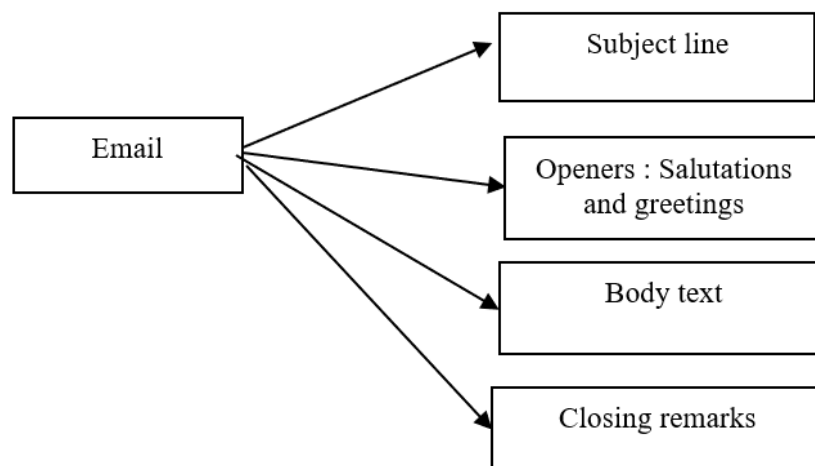 Subject line
Email
Openers : Salutations
and greetings
Body text
Closing remarks